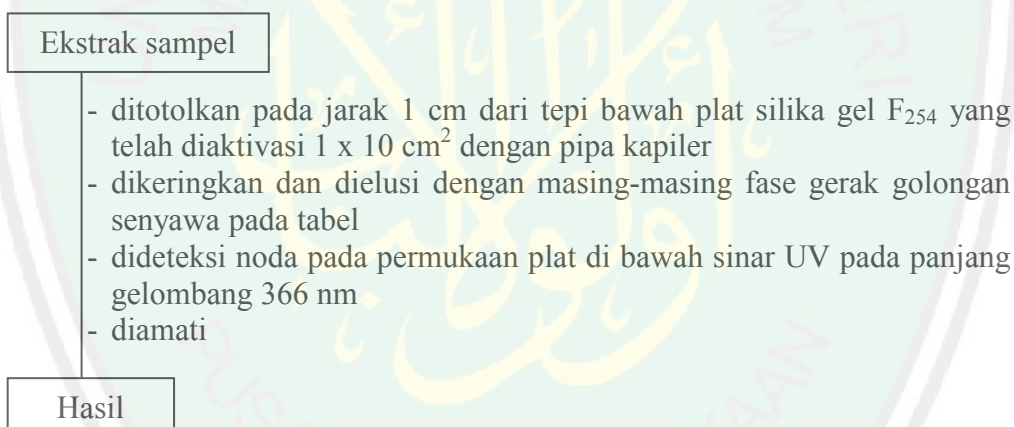 Ekstrak sampel
- ditotolkan pada jarak 1 cm dari tepi bawah plat silika gel F₂₅₄ yang
telah diaktivasi 1 x 10 cm² dengan pipa kapiler
- dikeringkan dan dielusi dengan masing-masing fase gerak golongan
senyawa pada tabel
- dideteksi noda pada permukaan plat di bawah sinar UV pada panjang
gelombang 366 nm
- diamati
Hasil